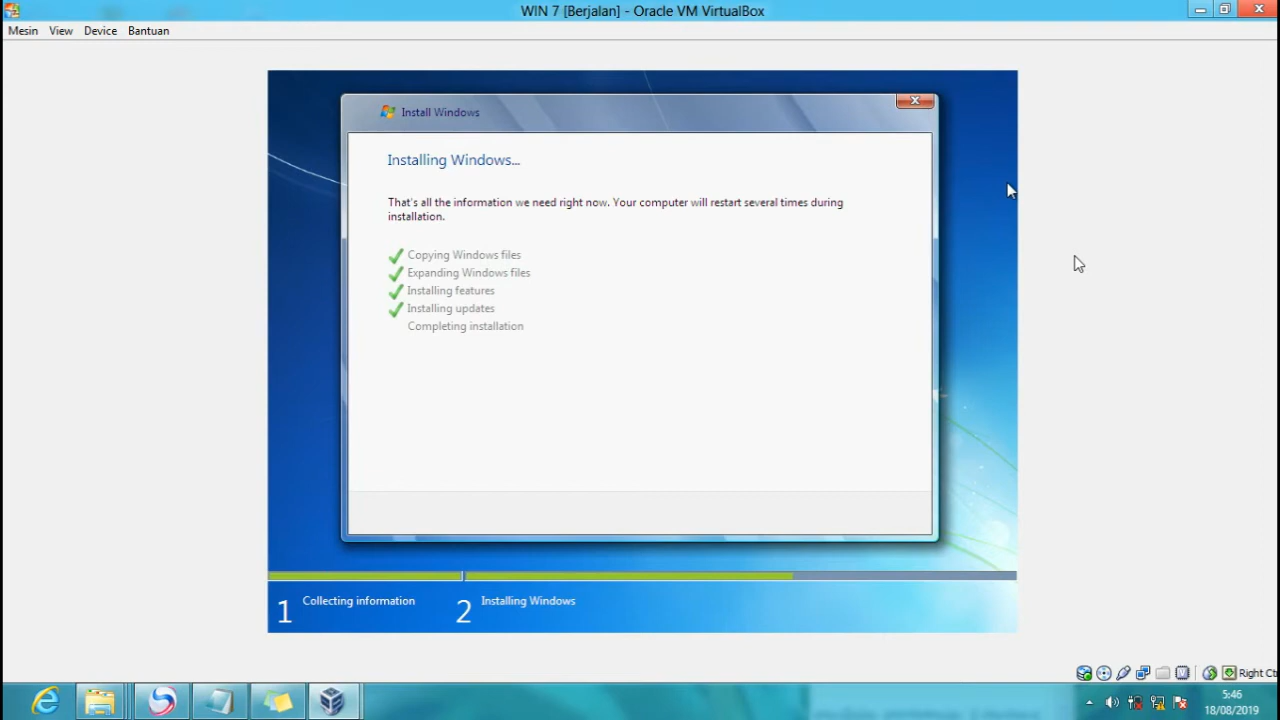 WIN 7 [Berjalan] - Oracle VM VirtualBox
Mesin View Device Bantuan
Install Windows
Installing Windows...
That's all the information we need right now. Your computer will restart several times during
installation.
Copying Windows files
Expanding Windows files
Installing features
Installing updates
Completing installation
1 Collecting information 2 Installing Windows
Right Ct
5:46
18/08/2019